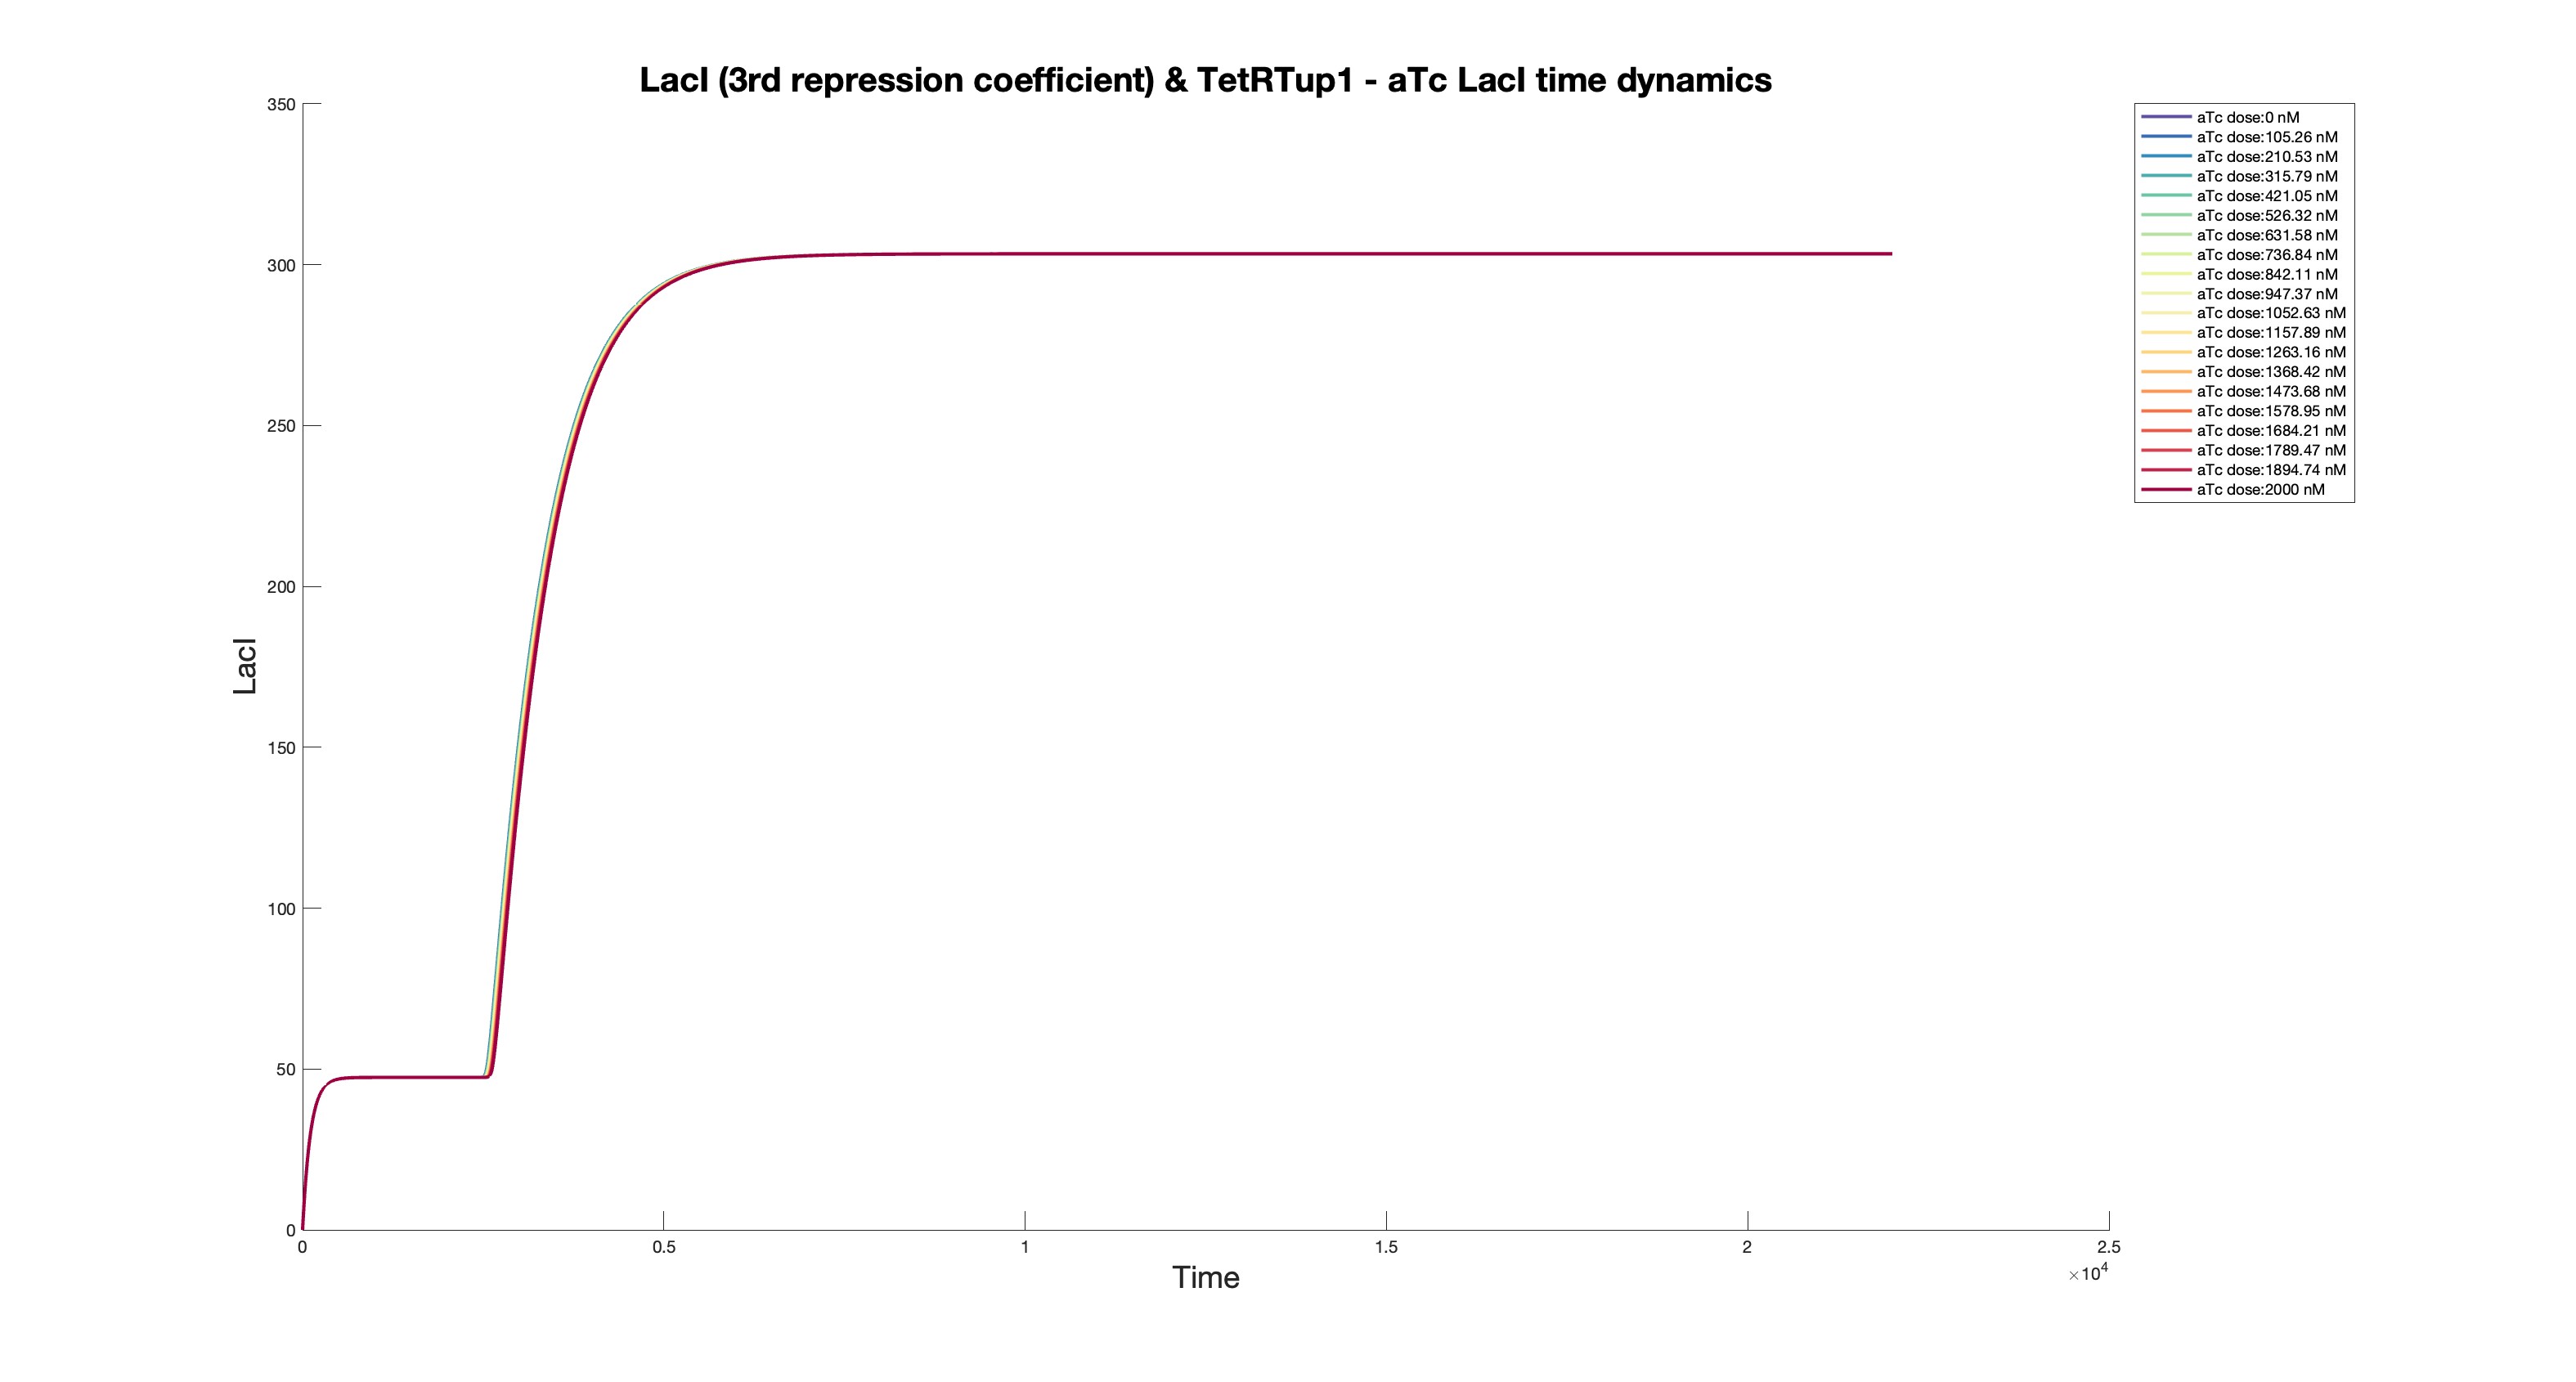 LacI (3rd repression coefficient) & TetRTup1 - aTc LacI time dynamics
350
300
250
200
150
100
50
0
LacI
0 0.5 1 1.5 2 2.5
×10⁴
Time
aTc dose:0 nM
aTc dose:105.26 nM
aTc dose:210.53 nM
aTc dose:315.79 nM
aTc dose:421.05 nM
aTc dose:526.32 nM
aTc dose:631.58 nM
aTc dose:736.84 nM
aTc dose:842.11 nM
aTc dose:947.37 nM
aTc dose:1052.63 nM
aTc dose:1157.89 nM
aTc dose:1263.16 nM
aTc dose:1368.42 nM
aTc dose:1473.68 nM
aTc dose:1578.95 nM
aTc dose:1684.21 nM
aTc dose:1789.47 nM
aTc dose:1894.74 nM
aTc dose:2000 nM